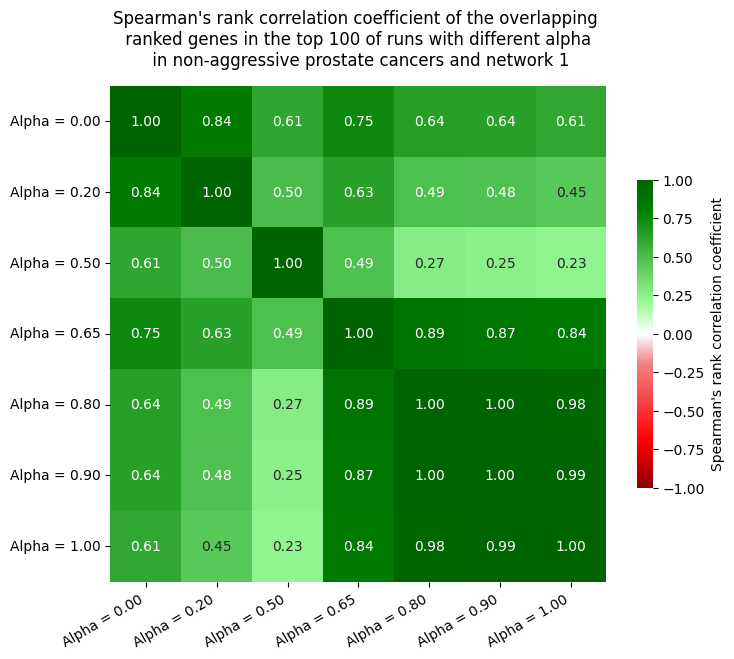 Spearman's rank correlation coefficient of the overlapping
ranked genes in the top 100 of runs with different alpha
in non-aggressive prostate cancers and network 1
Alpha = 0.00 1.00 0.84 0.61 0.75 0.64 0.64 0.61
Alpha = 0.20 0.84 1.00 0.50 0.63 0.49 0.48 0.45
Alpha = 0.50 0.61 0.50 1.00 0.49 0.27 0.25 0.23
Alpha = 0.65 0.75 0.63 0.49 1.00 0.89 0.87 0.84
Alpha = 0.80 0.64 0.49 0.27 0.89 1.00 1.00 0.98
Alpha = 0.90 0.64 0.48 0.25 0.87 1.00 1.00 0.99
Alpha = 1.00 0.61 0.45 0.23 0.84 0.98 0.99 1.00
Alpha = 0.00 Alpha = 0.20 Alpha = 0.50 Alpha = 0.65 Alpha = 0.80 Alpha = 0.90 Alpha = 1.00
1.00
0.75
0.50
0.25
0.00
−0.25
−0.50
−0.75
−1.00
Spearman's rank correlation coefficient